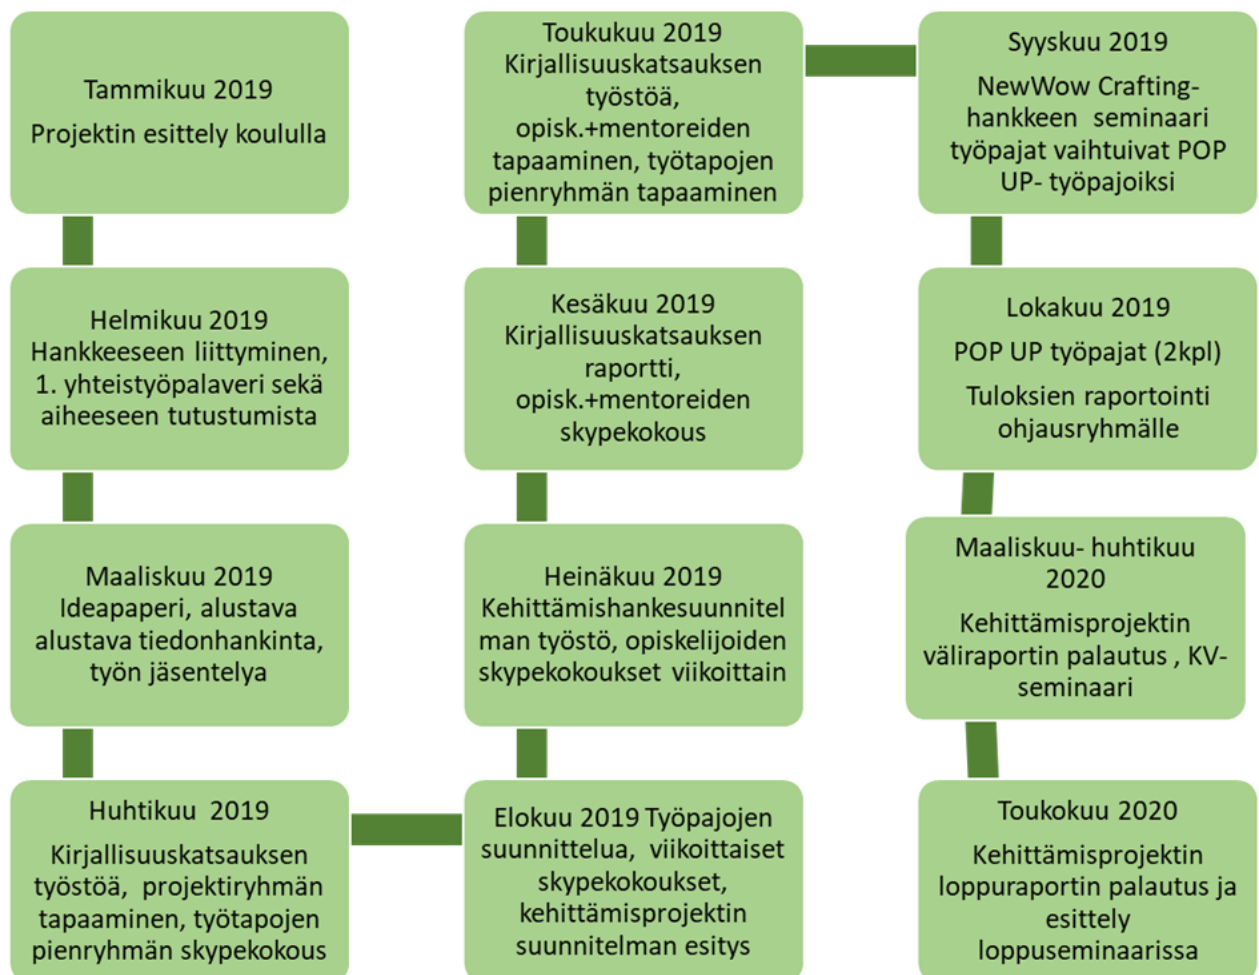 Tammikuu 2019
Projektin esittely koululla
Helmikuu 2019
Hankkeeseen liittyminen,
1. yhteistyöpalaveri sekä
aiheeseen tutustumista
Maaliskuu 2019
Ideapaperi, alustava
alustava tiedonhankinta,
työn jäsentelya
Huhtikuu 2019
Kirjallisuuskatsauksen
työstöä, projektiryhmän
tapaaminen, työtapojen
pienryhmän skypekokous
Toukukuu 2019
Kirjallisuuskatsauksen
työstöä,
opisk.+mentoreiden
tapaaminen, työtapojen
pienryhmän tapaaminen
Kesäkuu 2019
Kirjallisuuskatsauksen
raportti,
opisk.+mentoreiden
skypekokous
Heinäkuu 2019
Kehittämishankesuunnitel
man työstö, opiskelijoiden
skypekokoukset viikoittain
Elokuu 2019 Työpajojen
suunnittelua, viikoittaiset
skypekokoukset,
kehittämisprojektin
suunnitelman esitys
Syyskuu 2019
NewWow Crafting-
hankkeen seminaari
työpajat vaihtuivat POP
UP- työpajoiksi
Lokakuu 2019
POP UP työpajat (2kpl)
Tuloksien raportointi
ohjausryhmälle
Maaliskuu- huhtikuu
2020
Kehittämisprojektin
väliraportin palautus , KV-
seminaari
Toukokuu 2020
Kehittämisprojektin
loppuraportin palautus ja
esittely
loppuseminaarissa